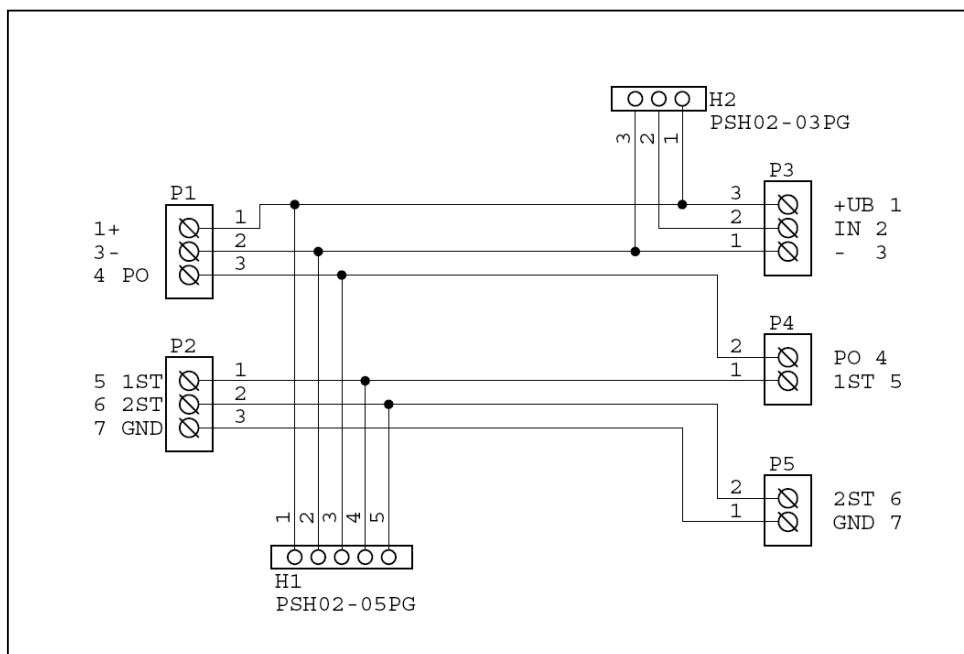 H2
PSH02-03PG
3 2 1
P1
1+
3-
4 PO
1
2
3
P3
3
2
1
+UB 1
IN 2
- 3
P4
2
1
PO 4
1ST 5
P2
5 1ST
6 2ST
7 GND
1
2
3
P5
2
1
2ST 6
GND 7
1 2 3 4 5
H1
PSH02-05PG